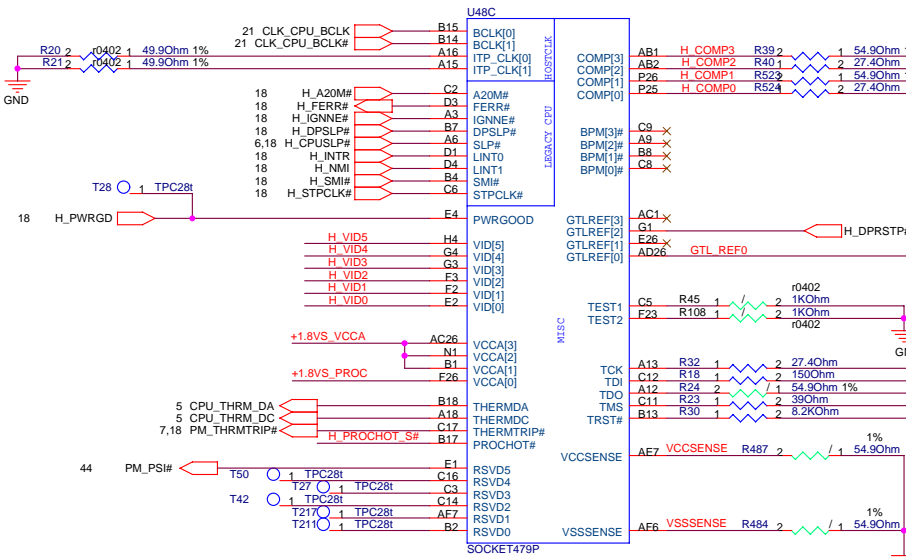 U48C
21 CLK_CPU_BCLK B15 BCLK[0]
21 CLK_CPU_BCLK# B14 BCLK[1]
R20 2 r0402 1 49.9Ohm 1% A16 ITP_CLK[0]
R21 2 r0402 1 49.9Ohm 1% A15 ITP_CLK[1]
GND
HOSTCLK
COMP[3] AB1 H_COMP3 R39 2 1 54.9Ohm
COMP[2] AB2 H_COMP2 R40 1 2 27.4Ohm
COMP[1] P26 H_COMP1 R523 2 1 54.9Ohm
COMP[0] P25 H_COMP0 R524 1 2 27.4Ohm
18 H_A20M# C2 A20M#
18 H_FERR# D3 FERR#
18 H_IGNNE# A3 IGNNE#
18 H_DPSLP# B7 DPSLP#
6,18 H_CPUSLP# A6 SLP#
18 H_INTR D1 LINT0
18 H_NMI D4 LINT1
18 H_SMI# B4 SMI#
18 H_STPCLK# C6 STPCLK#
LEGACY CPU
BPM[3]# C9
BPM[2]# A9
BPM[1]# B8
BPM[0]# C8
T28 1 TPC28t
18 H_PWRGD E4 PWRGOOD
GTLREF[3] AC1
GTLREF[2] G1 H_DPRSTP#
GTLREF[1] E26
GTLREF[0] AD26 GTL_REF0
H_VID5 H4 VID[5]
H_VID4 G4 VID[4]
H_VID3 G3 VID[3]
H_VID2 F3 VID[2]
H_VID1 F2 VID[1]
H_VID0 E2 VID[0]
r0402
TEST1 C5 R45 1 2 1KOhm
TEST2 F23 R108 1 2 1KOhm
r0402
MISC
+1.8VS_VCCA AC26 VCCA[3]
N1 VCCA[2]
B1 VCCA[1]
+1.8VS_PROC F26 VCCA[0]
TCK A13 R32 1 2 27.4Ohm
TDI C12 R18 1 2 150Ohm
TDO A12 R24 2 1 54.9Ohm 1%
TMS C11 R23 1 2 39Ohm
TRST# B13 R30 1 2 8.2KOhm
5 CPU_THRM_DA B18 THERMDA
5 CPU_THRM_DC A18 THERMDC
7,18 PM_THRMTRIP# C17 THERMTRIP#
H_PROCHOT_S# B17 PROCHOT#
1%
VCCSENSE AE7 VCCSENSE R487 2 1 54.9Ohm
44 PM_PSI# E1 RSVD5
T50 1 TPC28t C16 RSVD4
T27 1 TPC28t C3 RSVD3
T42 1 TPC28t C14 RSVD2
T217 1 TPC28t AF7 RSVD1
T211 1 TPC28t B2 RSVD0
1%
VSSSENSE AF6 VSSSENSE R484 2 1 54.9Ohm
SOCKET479P